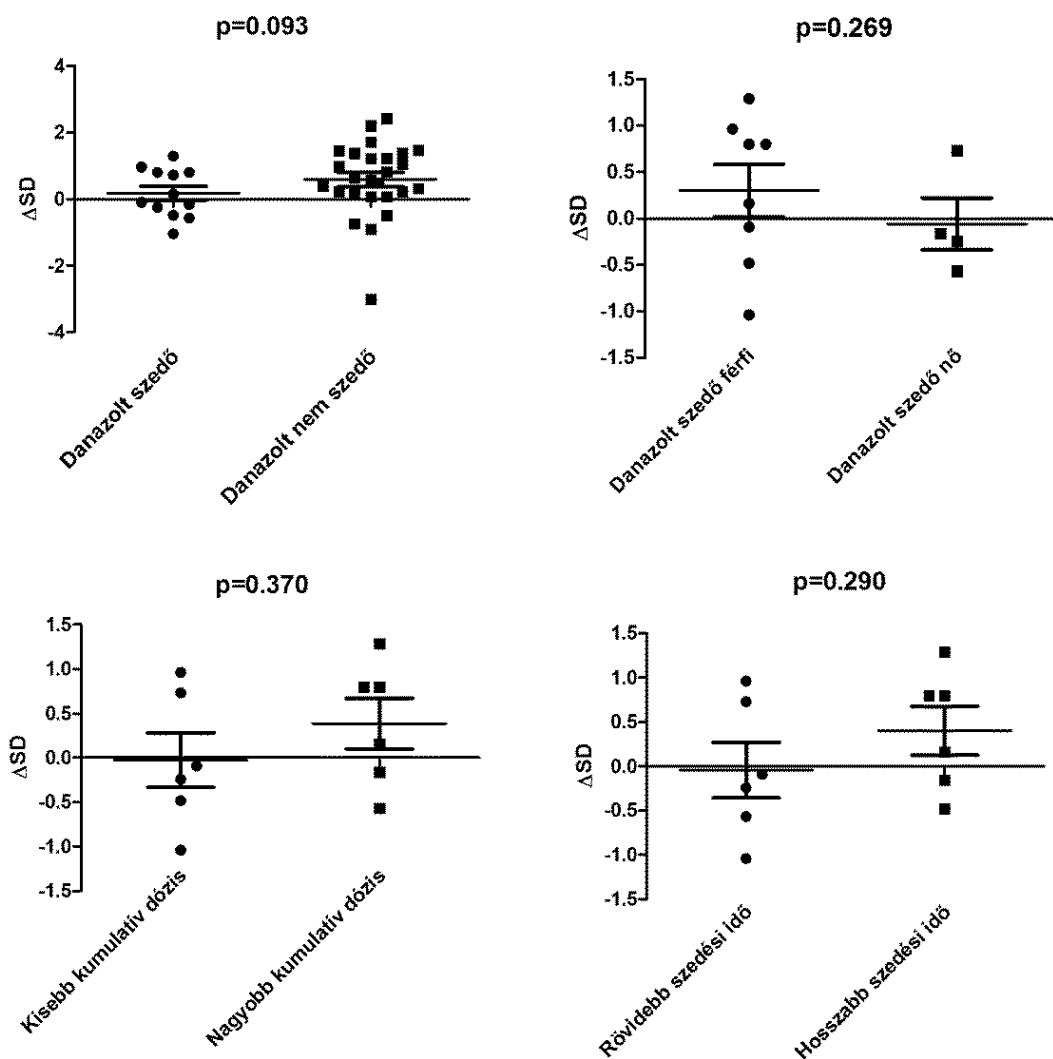 p=0.093
4
2
0
-2
-4
ΔSD
Danazolt szedő
Danazolt nem szedő
p=0.269
1.5
1.0
0.5
0.0
-0.5
-1.0
-1.5
ΔSD
Danazolt szedő férfi
Danazolt szedő nő
p=0.370
1.5
1.0
0.5
0.0
-0.5
-1.0
-1.5
ΔSD
Kisebb kumulatív dózis
Nagyobb kumulatív dózis
p=0.290
1.5
1.0
0.5
0.0
-0.5
-1.0
-1.5
ΔSD
Rövidebb szedési idő
Hosszabb szedési idő